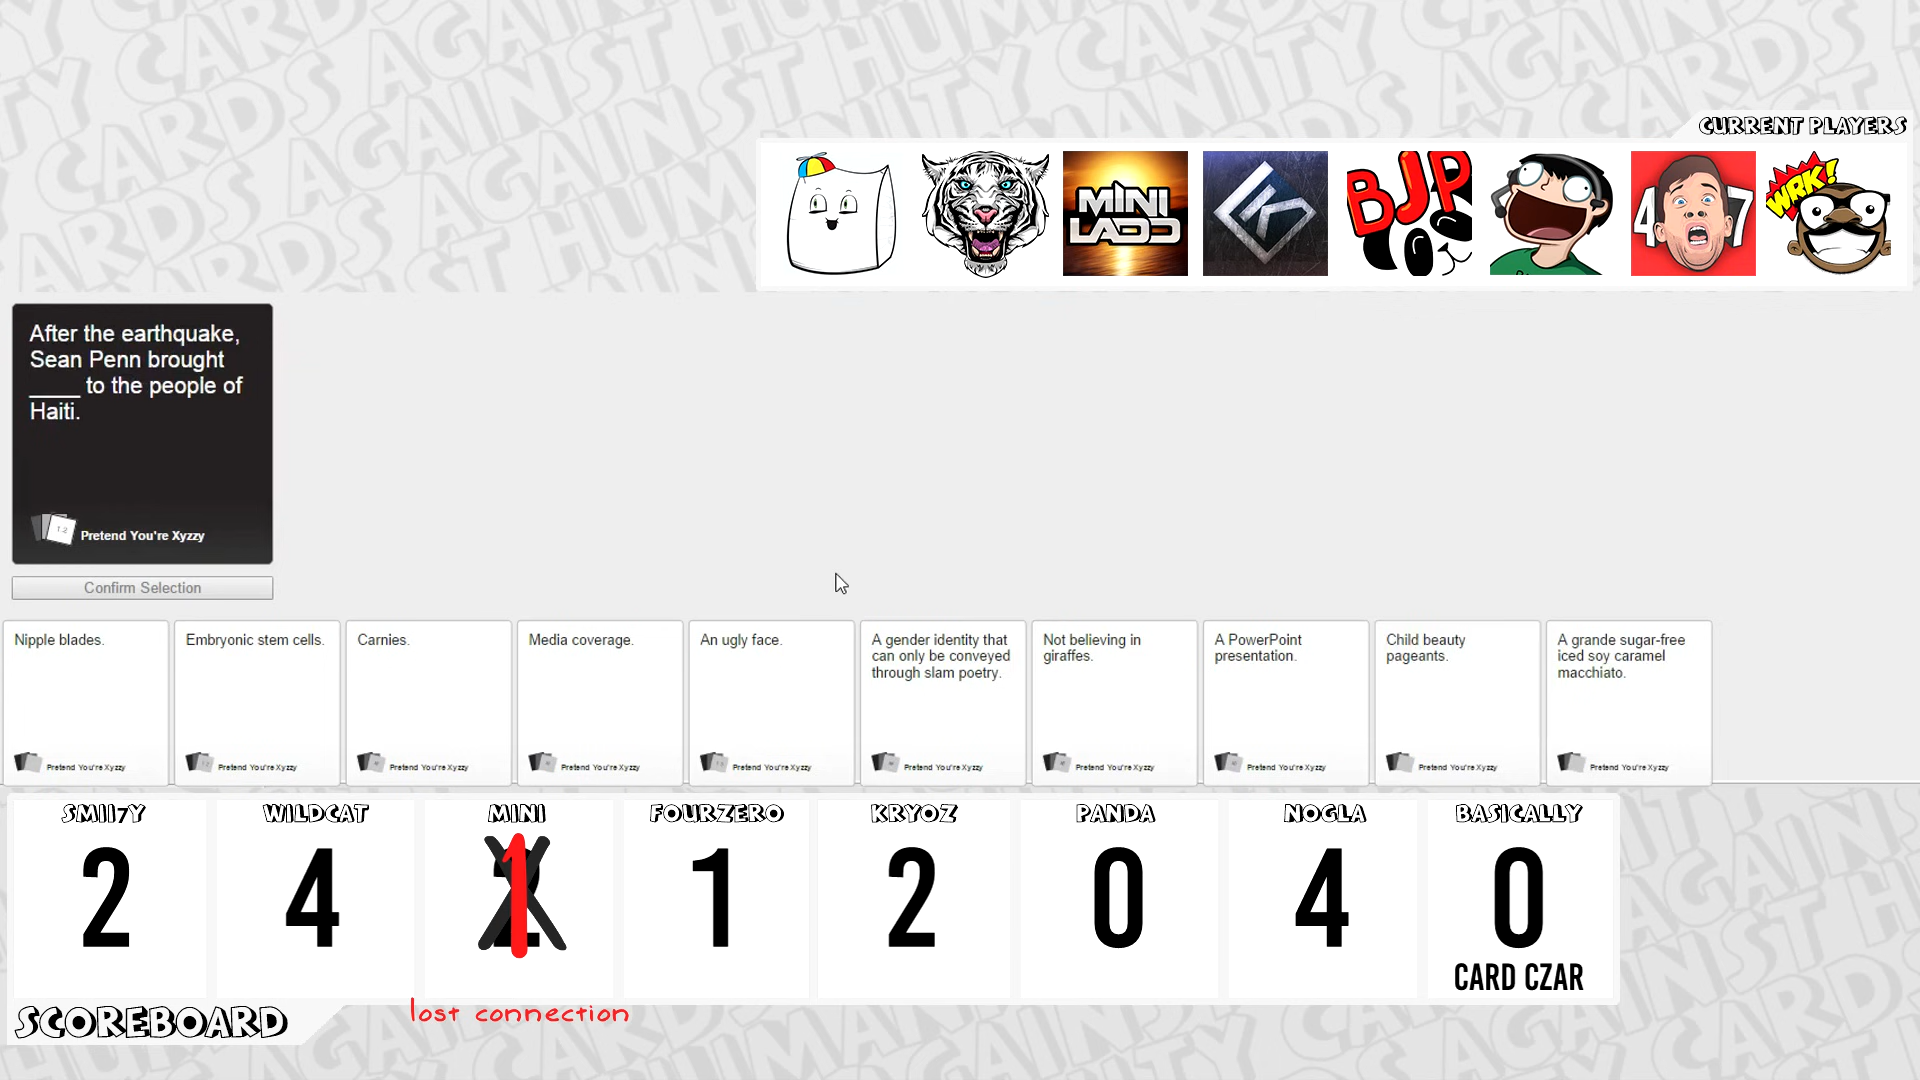 CURRENT PLAYERS
MINI
LADD
BJP
4 7
WRK!
After the earthquake,
Sean Penn brought
____ to the people of
Haiti.
Pretend You're Xyzzy
Confirm Selection
Nipple blades.
Pretend You're Xyzzy
Embryonic stem cells.
Pretend You're Xyzzy
Carnies.
Pretend You're Xyzzy
Media coverage.
Pretend You're Xyzzy
An ugly face.
Pretend You're Xyzzy
A gender identity that
can only be conveyed
through slam poetry.
Pretend You're Xyzzy
Not believing in
giraffes.
Pretend You're Xyzzy
A PowerPoint
presentation.
Pretend You're Xyzzy
Child beauty
pageants.
Pretend You're Xyzzy
A grande sugar-free
iced soy caramel
macchiato.
Pretend You're Xyzzy
SMII7Y
2
WILDCAT
4
MINI
1
FOURZERO
1
KRYOZ
2
PANDA
0
NOGLA
4
BASICALLY
0
CARD CZAR
SCOREBOARD
lost connection